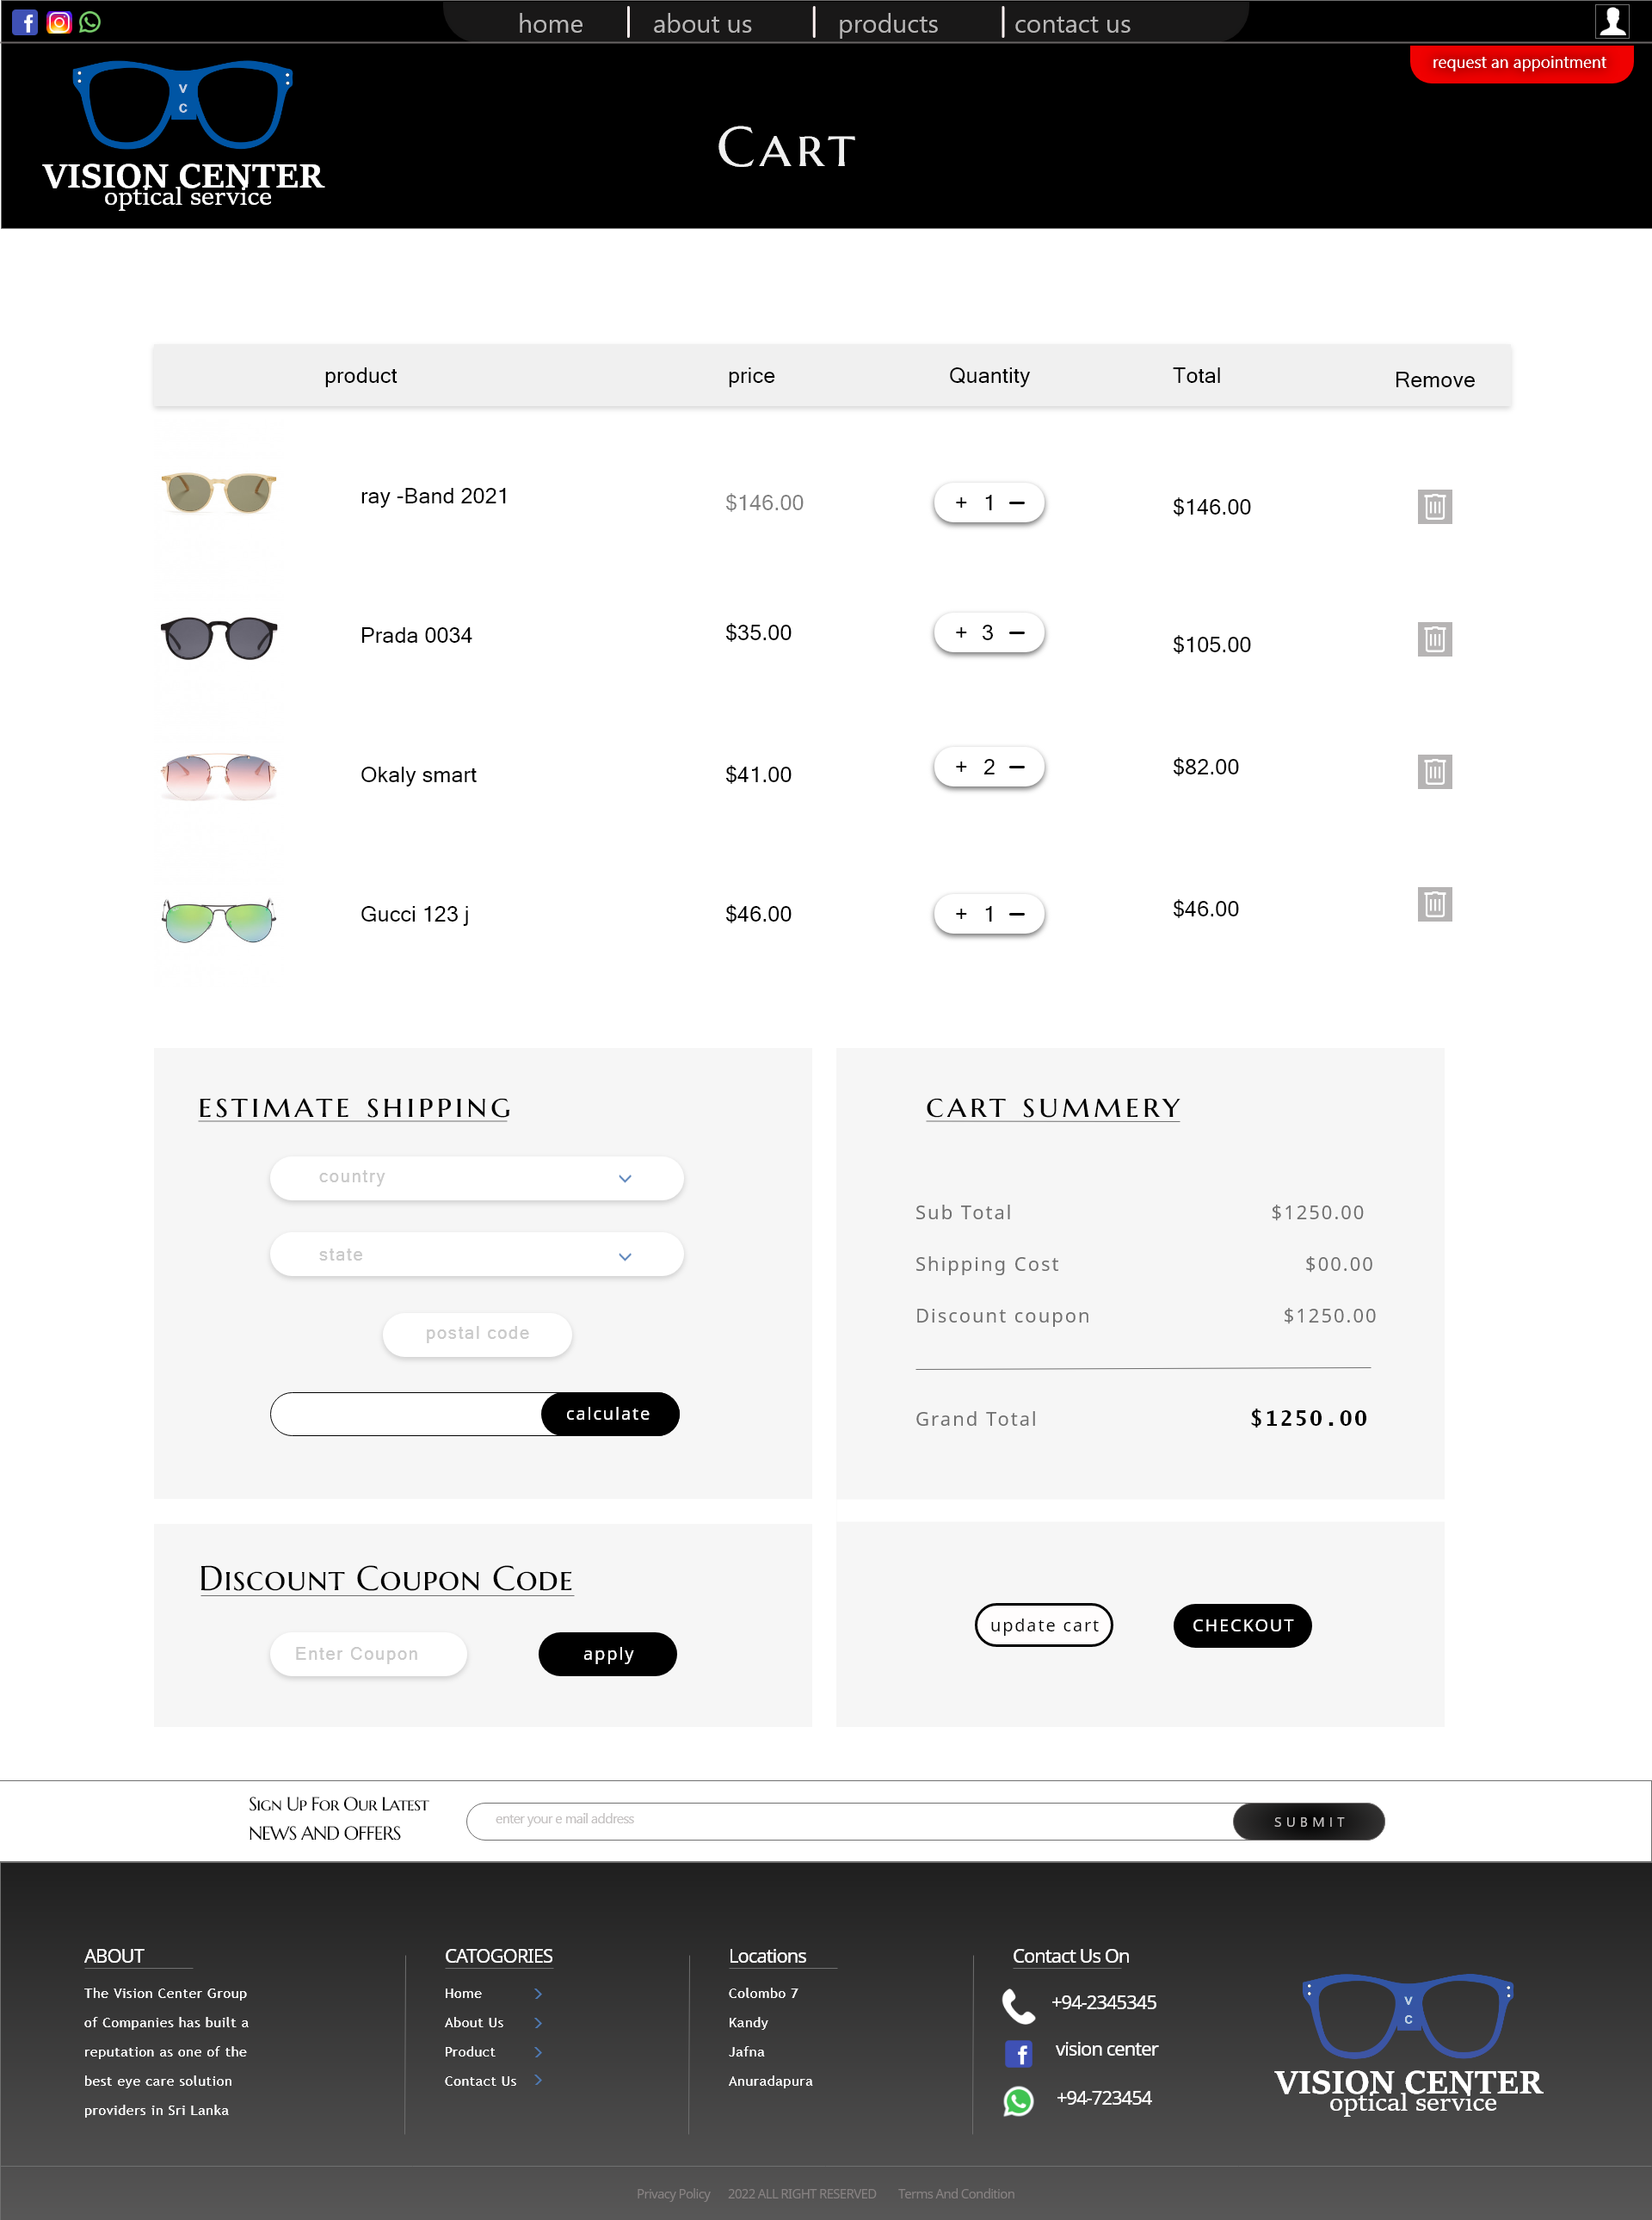 home | about us | products | contact us
request an appointment
V
C
VISION CENTER
optical service
Cart
product price Quantity Total Remove
ray -Band 2021 $146.00 + 1 − $146.00
Prada 0034 $35.00 + 3 − $105.00
Okaly smart $41.00 + 2 − $82.00
Gucci 123 j $46.00 + 1 − $46.00
ESTIMATE SHIPPING
country
state
postal code
calculate
CART SUMMERY
Sub Total $1250.00
Shipping Cost $00.00
Discount coupon $1250.00
Grand Total $1250.00
Discount Coupon Code
Enter Coupon apply
update cart CHECKOUT
Sign Up For Our Latest
NEWS AND OFFERS
enter your e mail address SUBMIT
ABOUT
The Vision Center Group
of Companies has built a
reputation as one of the
best eye care solution
providers in Sri Lanka
CATOGORIES
Home
About Us
Product
Contact Us
Locations
Colombo 7
Kandy
Jafna
Anuradapura
Contact Us On
+94-2345345
vision center
+94-723454
V
C
VISION CENTER
optical service
Privacy Policy 2022 ALL RIGHT RESERVED Terms And Condition